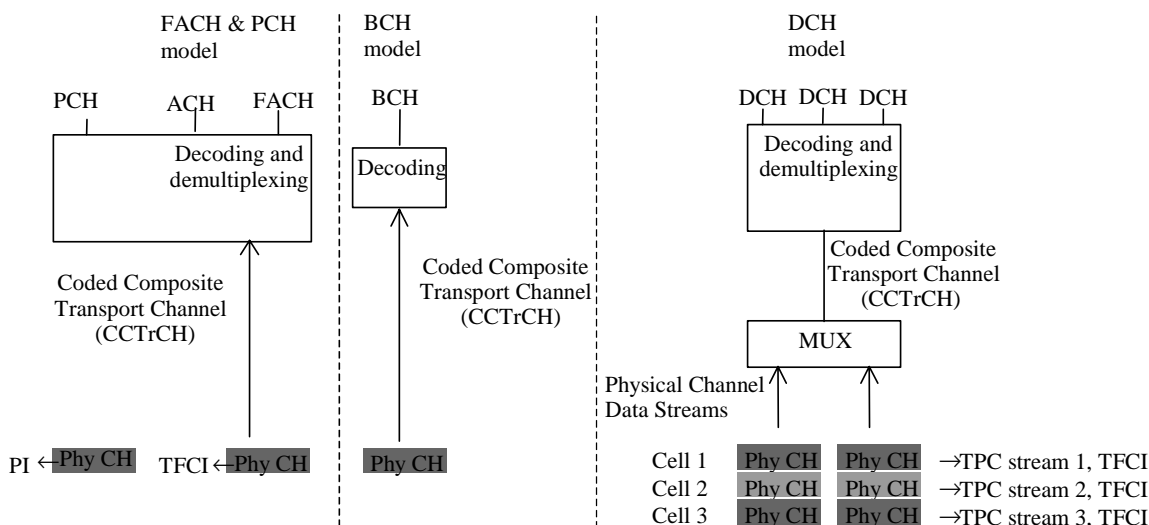 FACH & PCH
model
PCH
ACH
FACH
Decoding and
demultiplexing
Coded Composite
Transport Channel
(CCTrCH)
PI ←Phy CH
TFCI ←Phy CH
BCH
model
BCH
Decoding
Coded Composite
Transport Channel
(CCTrCH)
Phy CH
DCH
model
DCH DCH DCH
Decoding and
demultiplexing
Coded Composite
Transport Channel
(CCTrCH)
MUX
Physical Channel
Data Streams
Cell 1 Phy CH Phy CH →TPC stream 1, TFCI
Cell 2 Phy CH Phy CH →TPC stream 2, TFCI
Cell 3 Phy CH Phy CH →TPC stream 3, TFCI